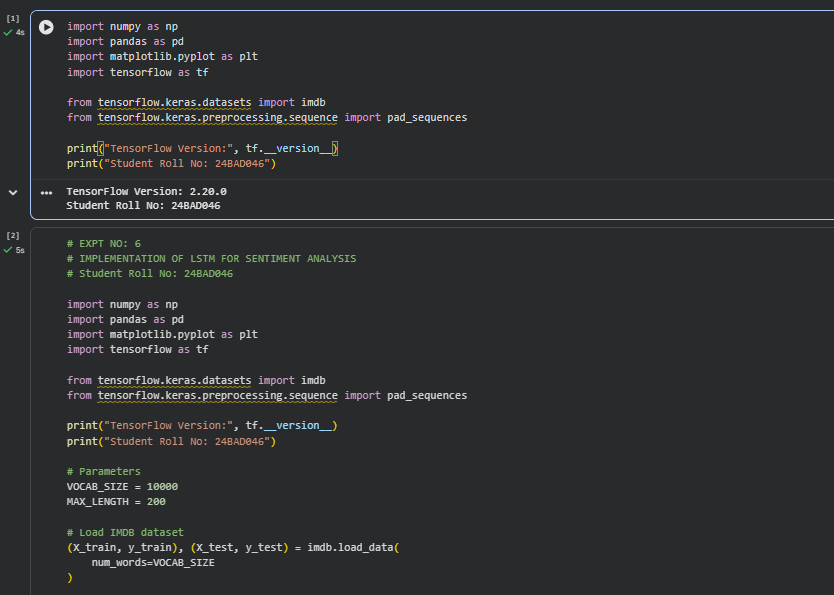 [1]
4s
import numpy as np
import pandas as pd
import matplotlib.pyplot as plt
import tensorflow as tf
from tensorflow.keras.datasets import imdb
from tensorflow.keras.preprocessing.sequence import pad_sequences
print("TensorFlow Version:", tf.__version__)
print("Student Roll No: 24BAD046")
TensorFlow Version: 2.20.0
Student Roll No: 24BAD046
[2]
5s
# EXPT NO: 6
# IMPLEMENTATION OF LSTM FOR SENTIMENT ANALYSIS
# Student Roll No: 24BAD046
import numpy as np
import pandas as pd
import matplotlib.pyplot as plt
import tensorflow as tf
from tensorflow.keras.datasets import imdb
from tensorflow.keras.preprocessing.sequence import pad_sequences
print("TensorFlow Version:", tf.__version__)
print("Student Roll No: 24BAD046")
# Parameters
VOCAB_SIZE = 10000
MAX_LENGTH = 200
# Load IMDB dataset
(X_train, y_train), (X_test, y_test) = imdb.load_data(
    num_words=VOCAB_SIZE
)